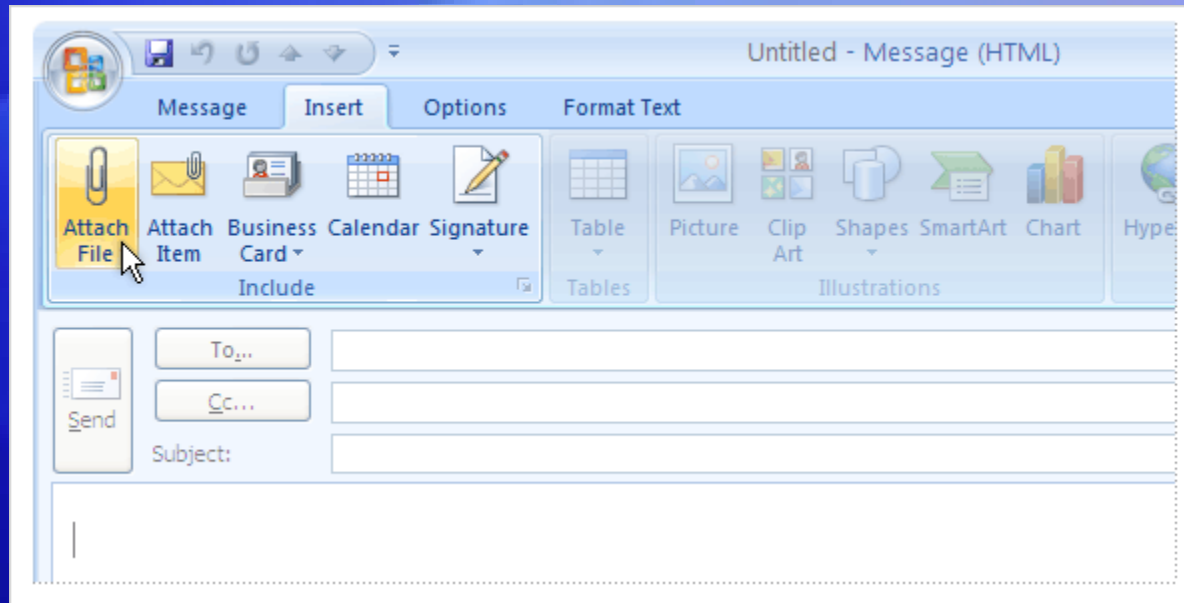 Untitled - Message (HTML)
Message Insert Options Format Text
Attach Attach Business Calendar Signature Table Picture Clip Shapes SmartArt Chart Hype
File Item Card Art
Include Tables Illustrations
To...
Cc...
Send
Subject: